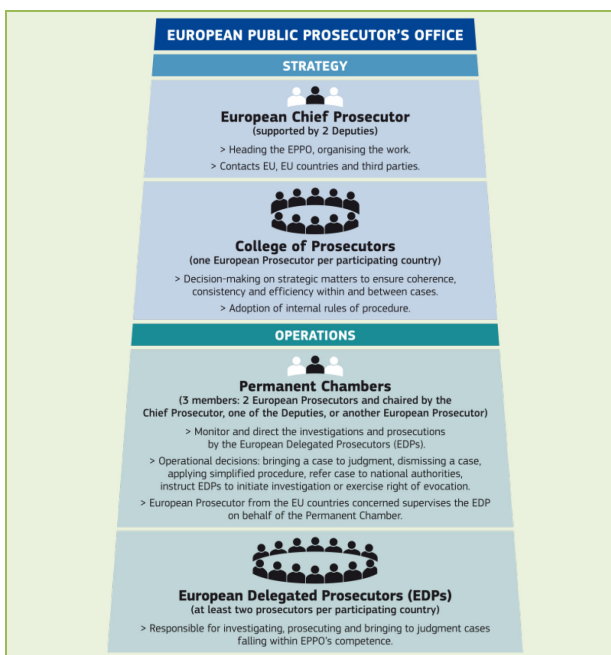 EUROPEAN PUBLIC PROSECUTOR'S OFFICE
STRATEGY
European Chief Prosecutor
(supported by 2 Deputies)
> Heading the EPPO, organising the work.
> Contacts EU, EU countries and third parties.
College of Prosecutors
(one European Prosecutor per participating country)
> Decision-making on strategic matters to ensure coherence,
consistency and efficiency within and between cases.
> Adoption of internal rules of procedure.
OPERATIONS
Permanent Chambers
(3 members: 2 European Prosecutors and chaired by the
Chief Prosecutor, one of the Deputies, or another European Prosecutor)
> Monitor and direct the investigations and prosecutions
by the European Delegated Prosecutors (EDPs).
> Operational decisions: bringing a case to judgment, dismissing a case,
applying simplified procedure, refer case to national authorities,
instruct EDPs to initiate investigation or exercise right of evocation.
> European Prosecutor from the EU countries concerned supervises the EDP
on behalf of the Permanent Chamber.
European Delegated Prosecutors (EDPs)
(at least two prosecutors per participating country)
> Responsible for investigating, prosecuting and bringing to judgment cases
falling within EPPO's competence.